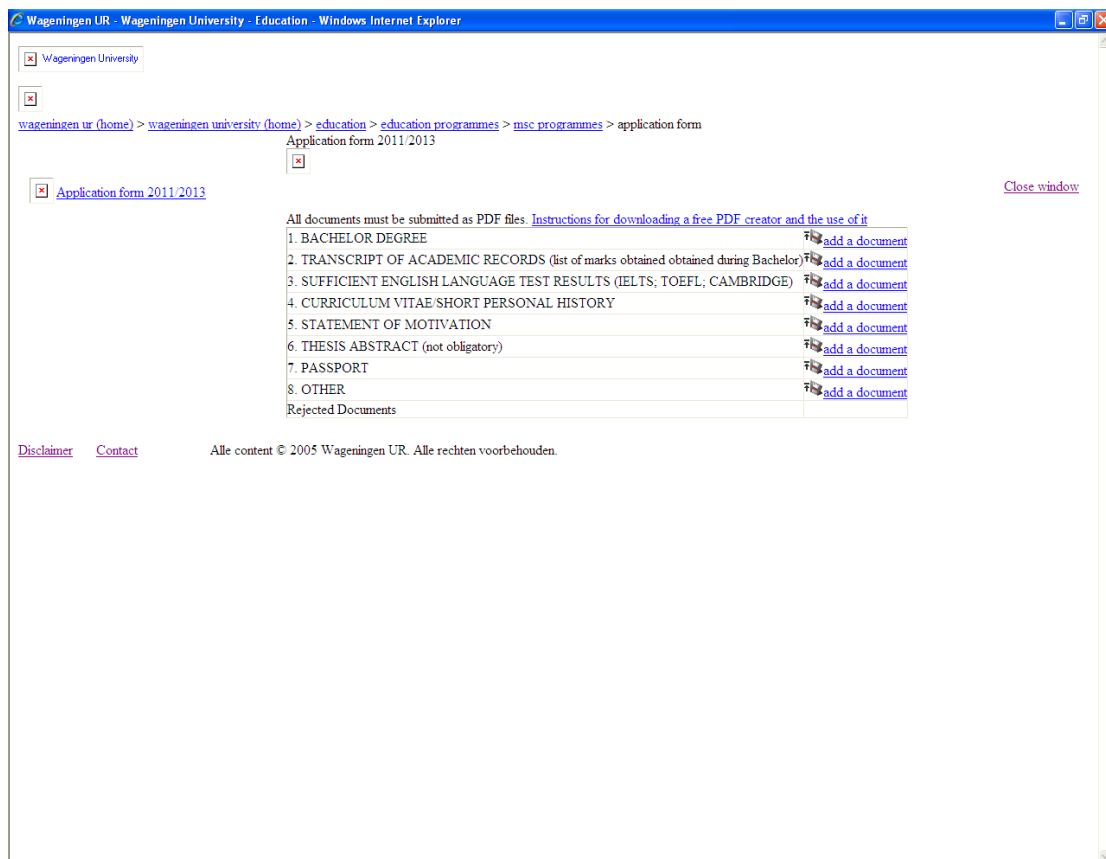 Wageningen UR - Wageningen University - Education - Windows Internet Explorer
Wageningen University
wageningen ur (home) > wageningen university (home) > education > education programmes > msc programmes > application form
Application form 2011/2013
Application form 2011/2013
Close window
All documents must be submitted as PDF files. Instructions for downloading a free PDF creator and the use of it
1. BACHELOR DEGREE add a document
2. TRANSCRIPT OF ACADEMIC RECORDS (list of marks obtained obtained during Bachelor) add a document
3. SUFFICIENT ENGLISH LANGUAGE TEST RESULTS (IELTS; TOEFL; CAMBRIDGE) add a document
4. CURRICULUM VITAE/SHORT PERSONAL HISTORY add a document
5. STATEMENT OF MOTIVATION add a document
6. THESIS ABSTRACT (not obligatory) add a document
7. PASSPORT add a document
8. OTHER add a document
Rejected Documents
Disclaimer Contact Alle content © 2005 Wageningen UR. Alle rechten voorbehouden.